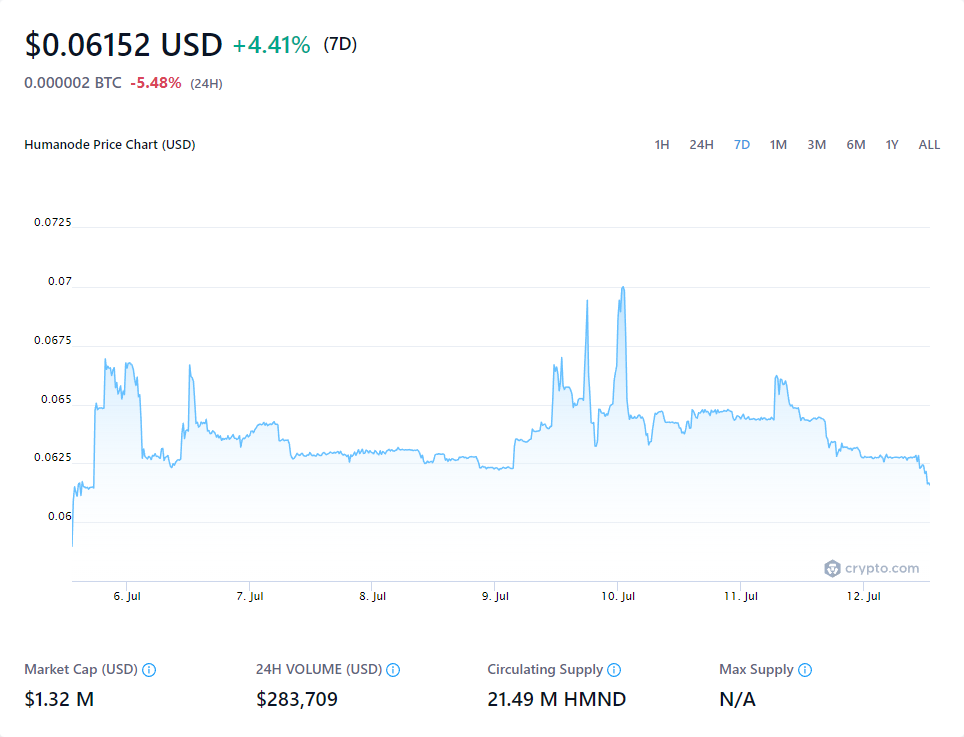 $0.06152 USD +4.41% (7D)
0.000002 BTC -5.48% (24H)
Humanode Price Chart (USD) 1H 24H 7D 1M 3M 6M 1Y ALL
0.0725
0.07
0.0675
0.065
0.0625
0.06
crypto.com
6. Jul 7. Jul 8. Jul 9. Jul 10. Jul 11. Jul 12. Jul
Market Cap (USD) 24H VOLUME (USD) Circulating Supply Max Supply
$1.32 M $283,709 21.49 M HMND N/A